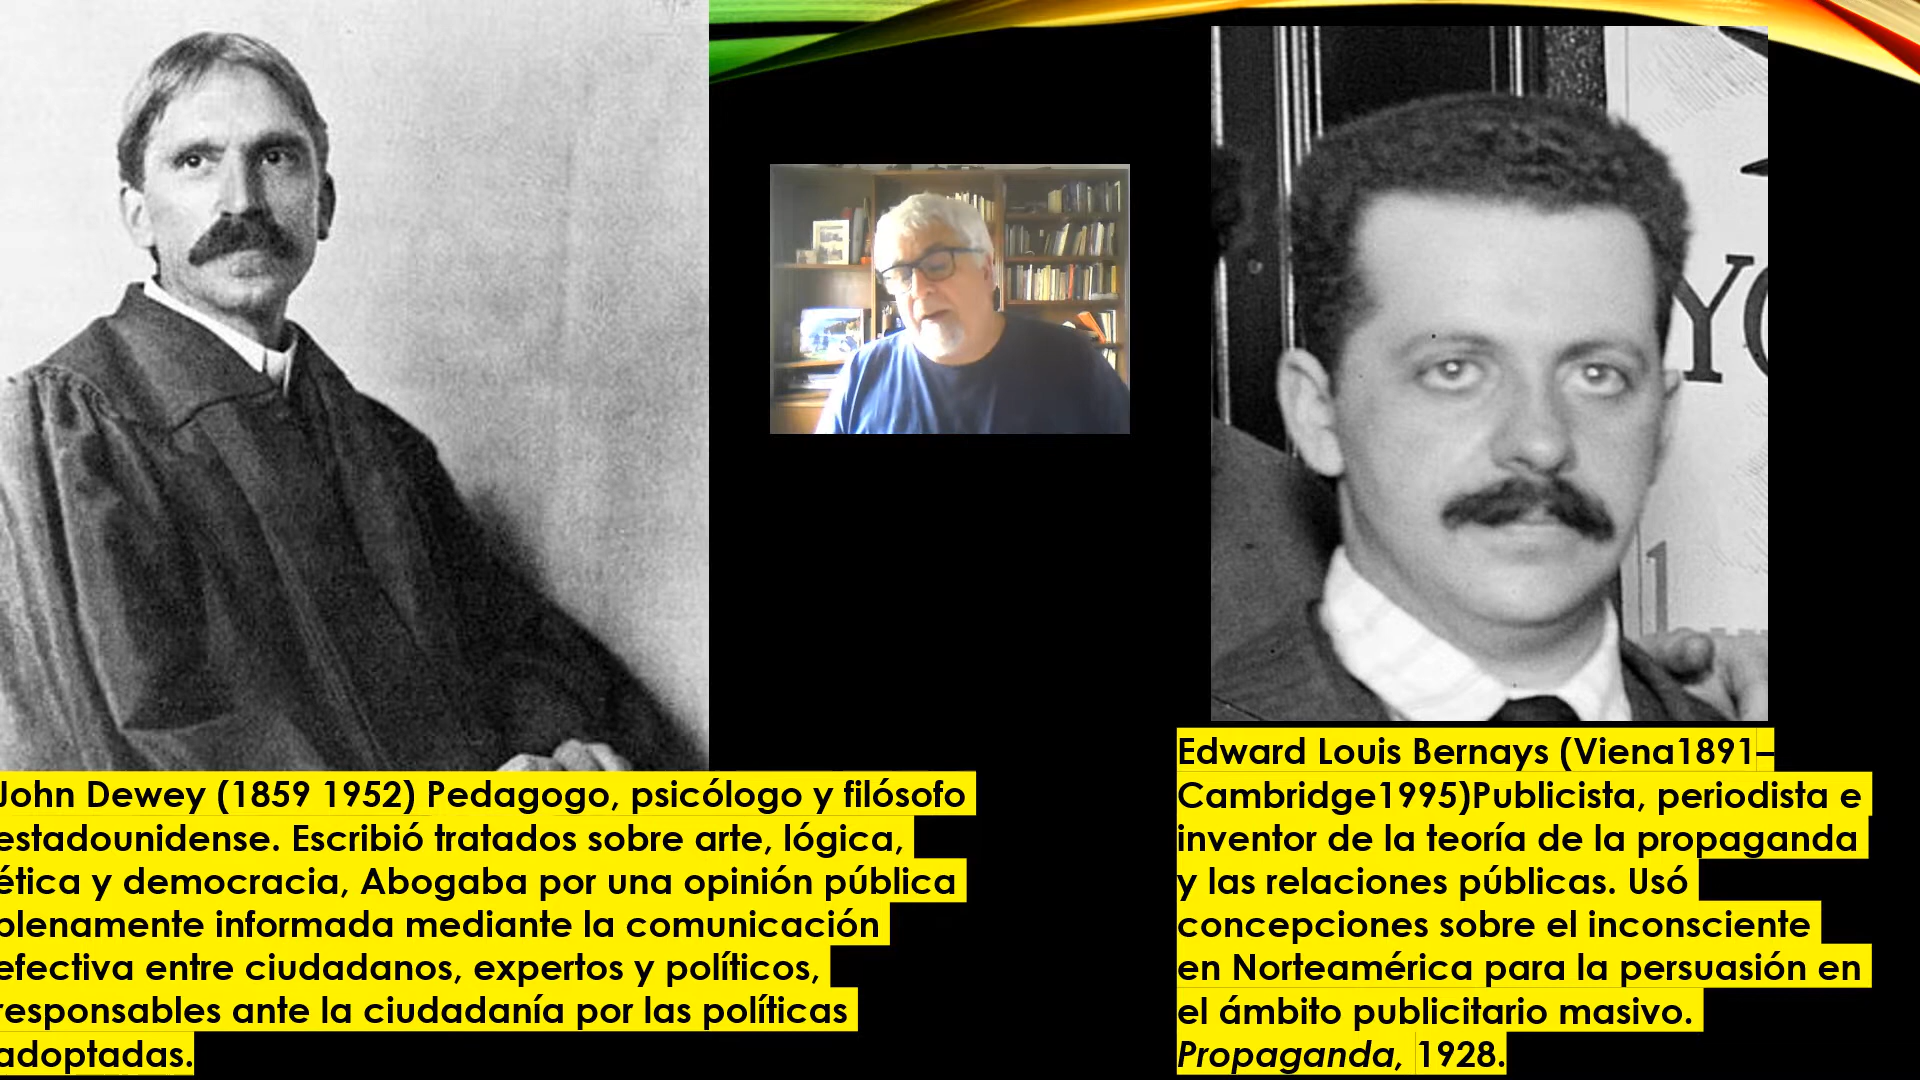 John Dewey (1859 1952) Pedagogo, psicólogo y filósofo
estadounidense. Escribió tratados sobre arte, lógica,
ética y democracia, Abogaba por una opinión pública
plenamente informada mediante la comunicación
efectiva entre ciudadanos, expertos y políticos,
responsables ante la ciudadanía por las políticas
adoptadas.
YO
Edward Louis Bernays (Viena1891–
Cambridge1995)Publicista, periodista e
inventor de la teoría de la propaganda
y las relaciones públicas. Usó
concepciones sobre el inconsciente
en Norteamérica para la persuasión en
el ámbito publicitario masivo.
Propaganda, 1928.